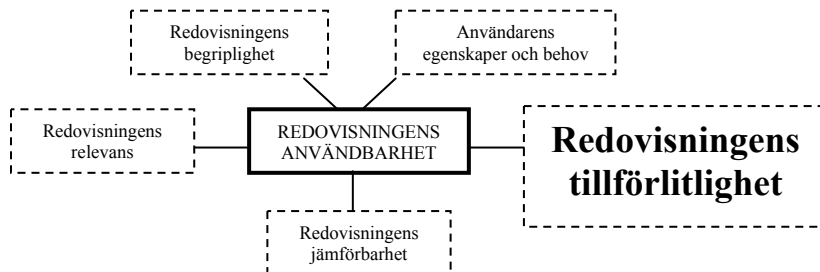 Redovisningens
begriplighet
Användarens
egenskaper och behov
Redovisningens
relevans
REDOVISNINGENS
ANVÄNDBARHET
Redovisningens
tillförlitlighet
Redovisningens
jämförbarhet